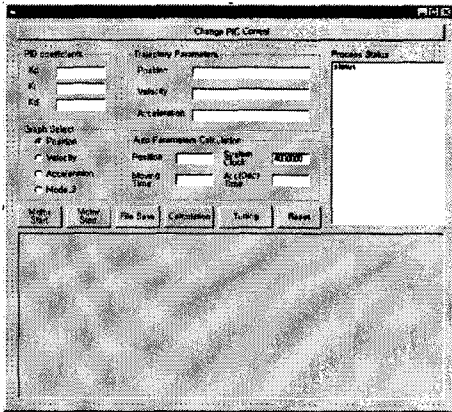 Change PID Control
PID coefficients
Kp
Ki
Kd
Trajectory Parameters
Position
Velocity
Acceleration
Process Status
status
Graph Select
Position
Velocity
Acceleration
Mode.3
Auto Parameters Calculation
Position
System Clock
Moving Time
Acc(Dec) Time
Motor Start
Motor Stop
File Save
Calculation
Tuning
Reset